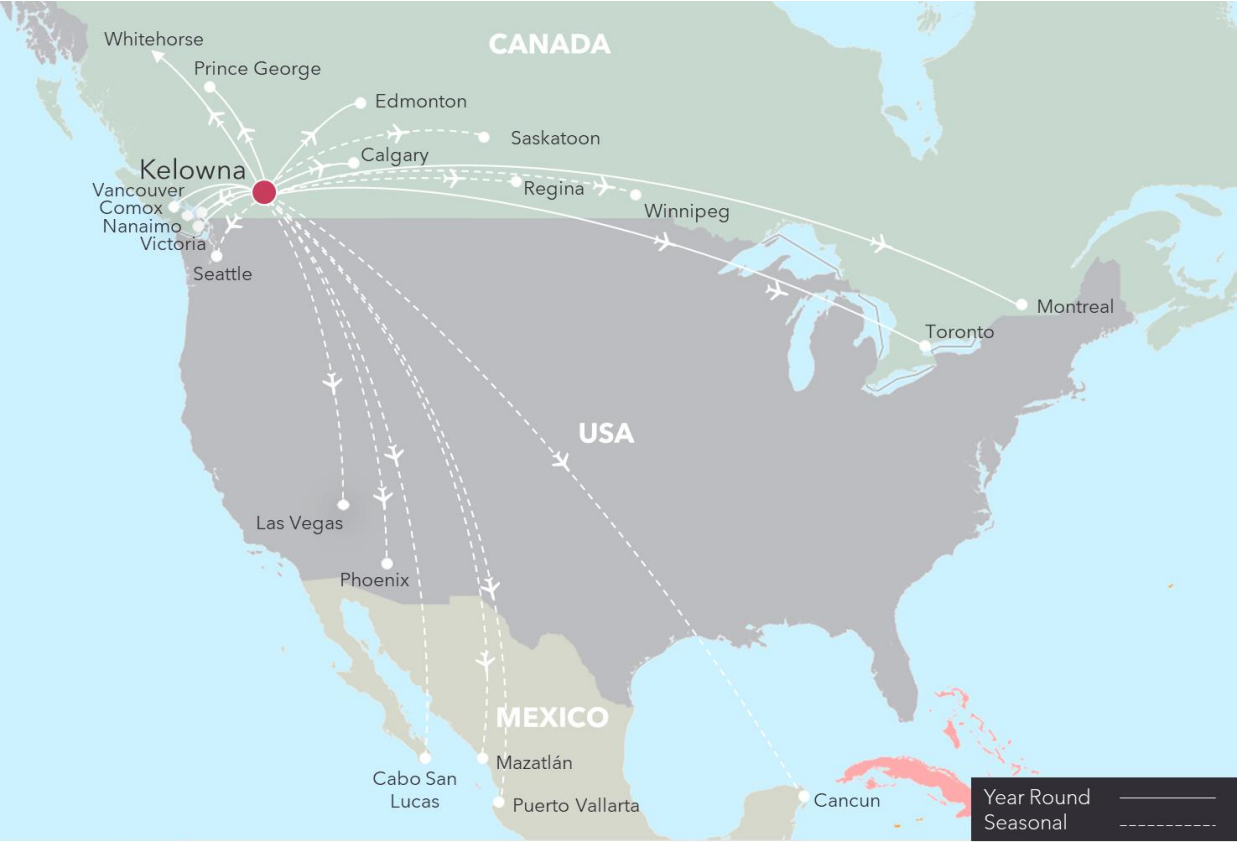 Whitehorse
CANADA
Prince George
Edmonton
Saskatoon
Calgary
Kelowna
Vancouver
Regina
Comox
Winnipeg
Nanaimo
Victoria
Seattle
Montreal
Toronto
USA
Las Vegas
Phoenix
MEXICO
Mazatlán
Cabo San
Lucas
Puerto Vallarta
Cancun
Year Round
Seasonal